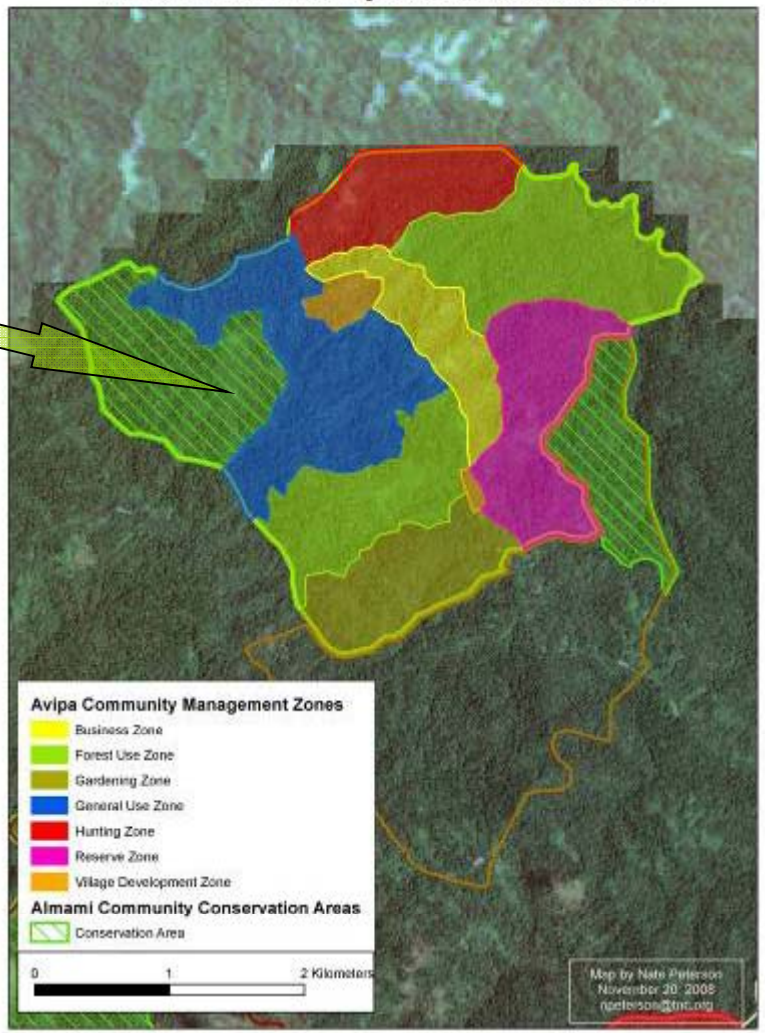 Avipa Community Management Zones
Business Zone
Forest Use Zone
Gardening Zone
General Use Zone
Hunting Zone
Reserve Zone
Village Development Zone
Almami Community Conservation Areas
Conservation Area
0 1 2 Kilometers
Map by Nate Peterson
November 20, 2008
npeterson@tnc.org